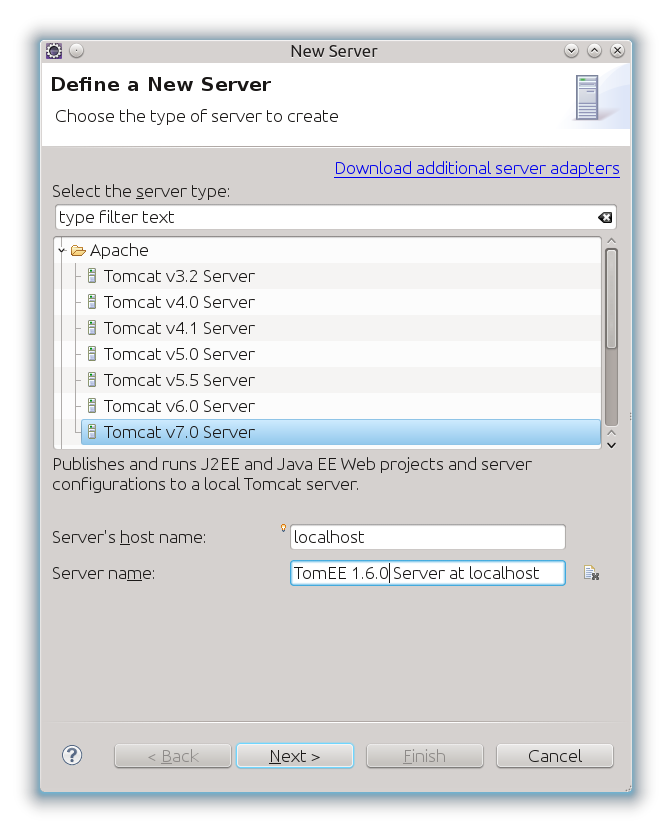 New Server
Define a New Server
Choose the type of server to create
Download additional server adapters
Select the server type:
type filter text
Apache
Tomcat v3.2 Server
Tomcat v4.0 Server
Tomcat v4.1 Server
Tomcat v5.0 Server
Tomcat v5.5 Server
Tomcat v6.0 Server
Tomcat v7.0 Server
Publishes and runs J2EE and Java EE Web projects and server
configurations to a local Tomcat server.
Server's host name: localhost
Server name: TomEE 1.6.0 Server at localhost
? < Back Next > Finish Cancel